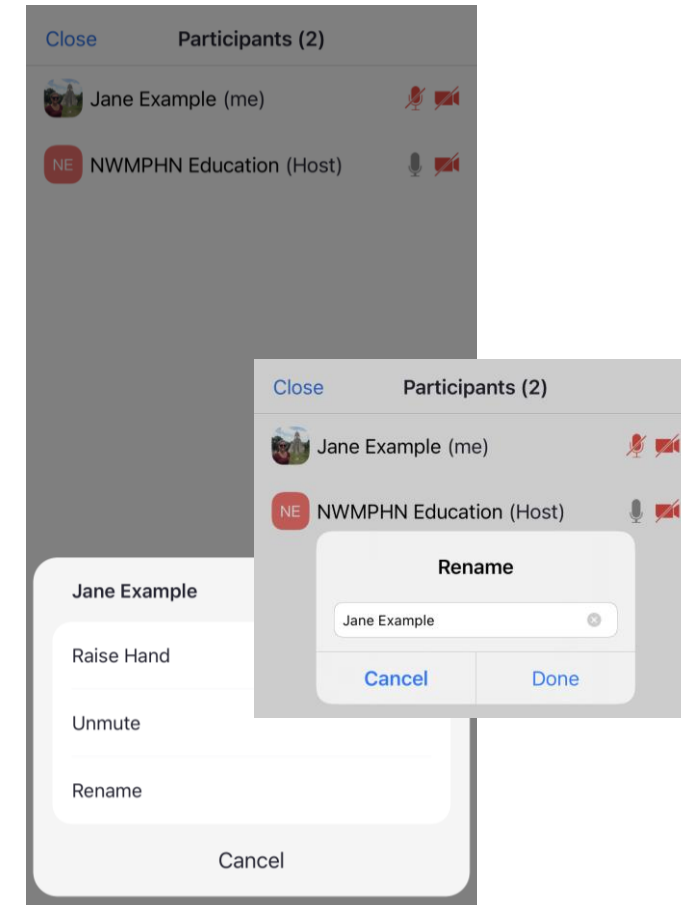 Close Participants (2)
Jane Example (me)
NE NWMPHN Education (Host)
Jane Example
Raise Hand
Unmute
Rename
Cancel
Close Participants (2)
Jane Example (me)
NE NWMPHN Education (Host)
Rename
Jane Example
Cancel Done